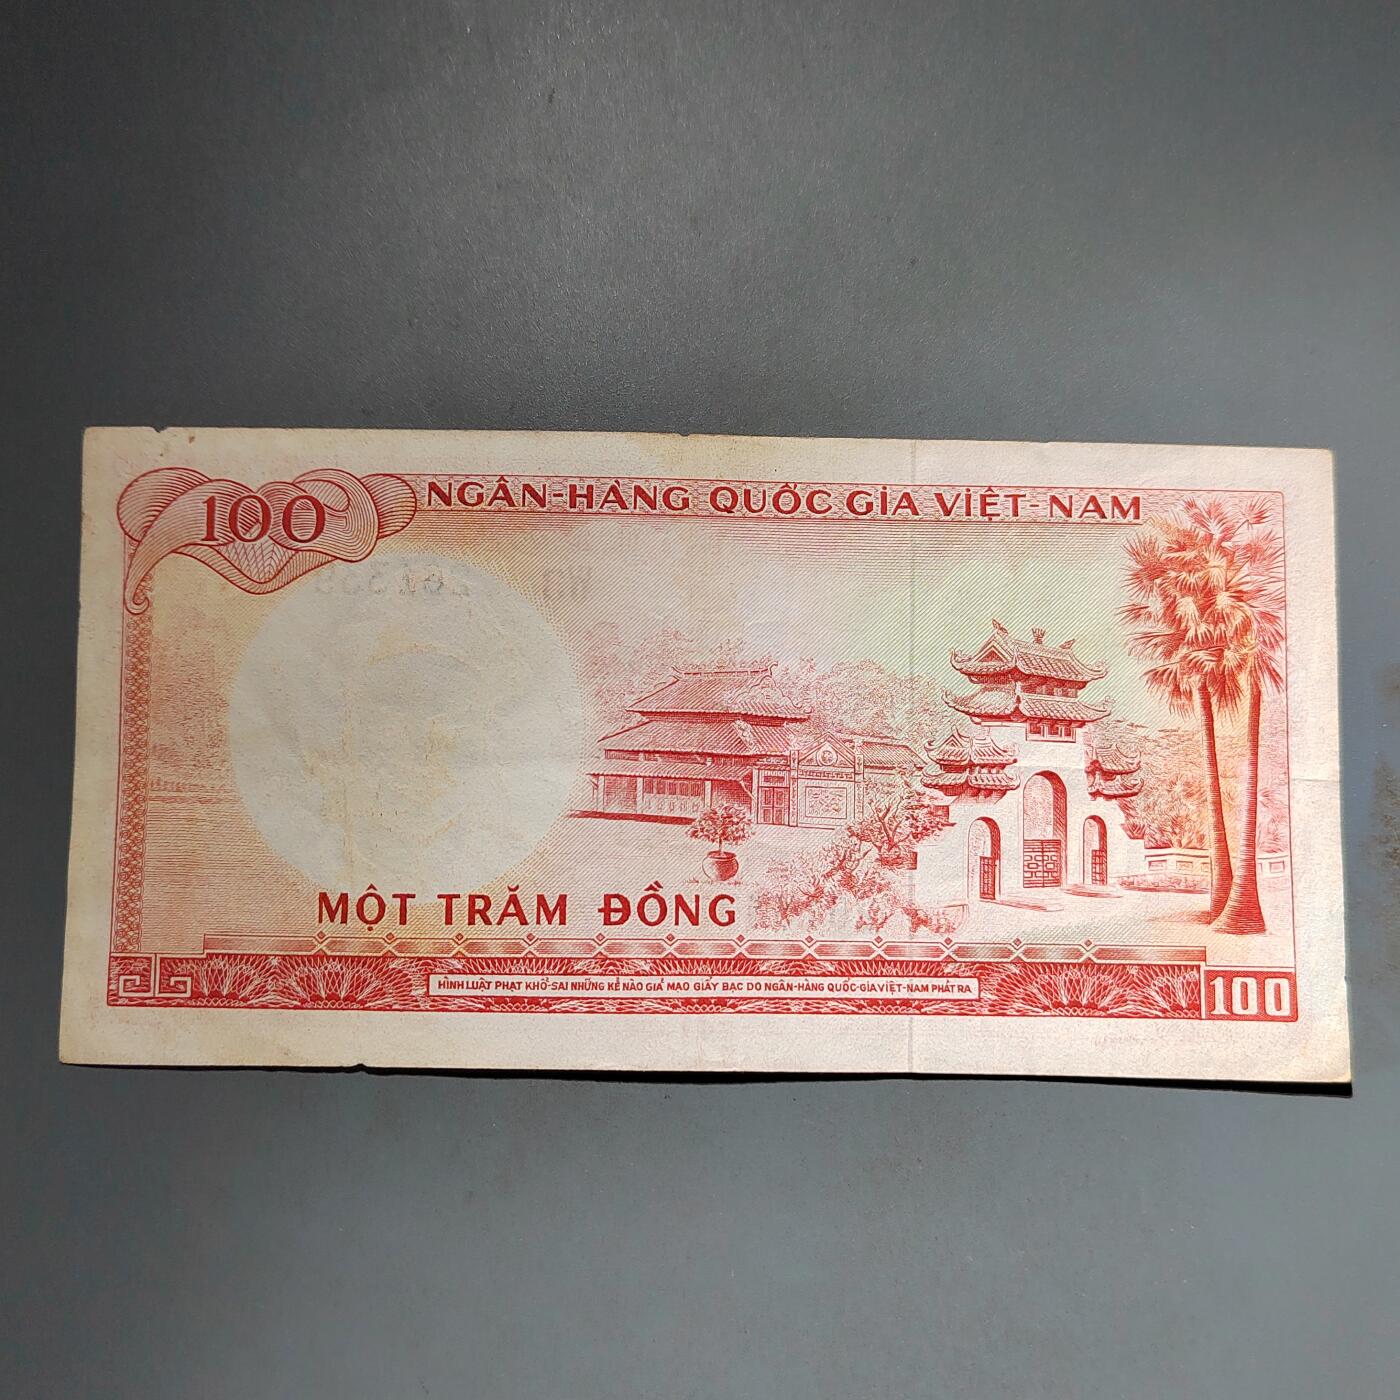 100
NGÂN-HÀNG QUỐC GIA VIỆT-NAM
MỘT TRĂM ĐỒNG
HÌNH LUẬT PHẠT KHỔ-SAI NHỮNG KẺ NÀO GIẢ MẠO GIẤY BẠC DO NGÂN-HÀNG QUỐC-GIA VIỆT-NAM PHÁT RA
100